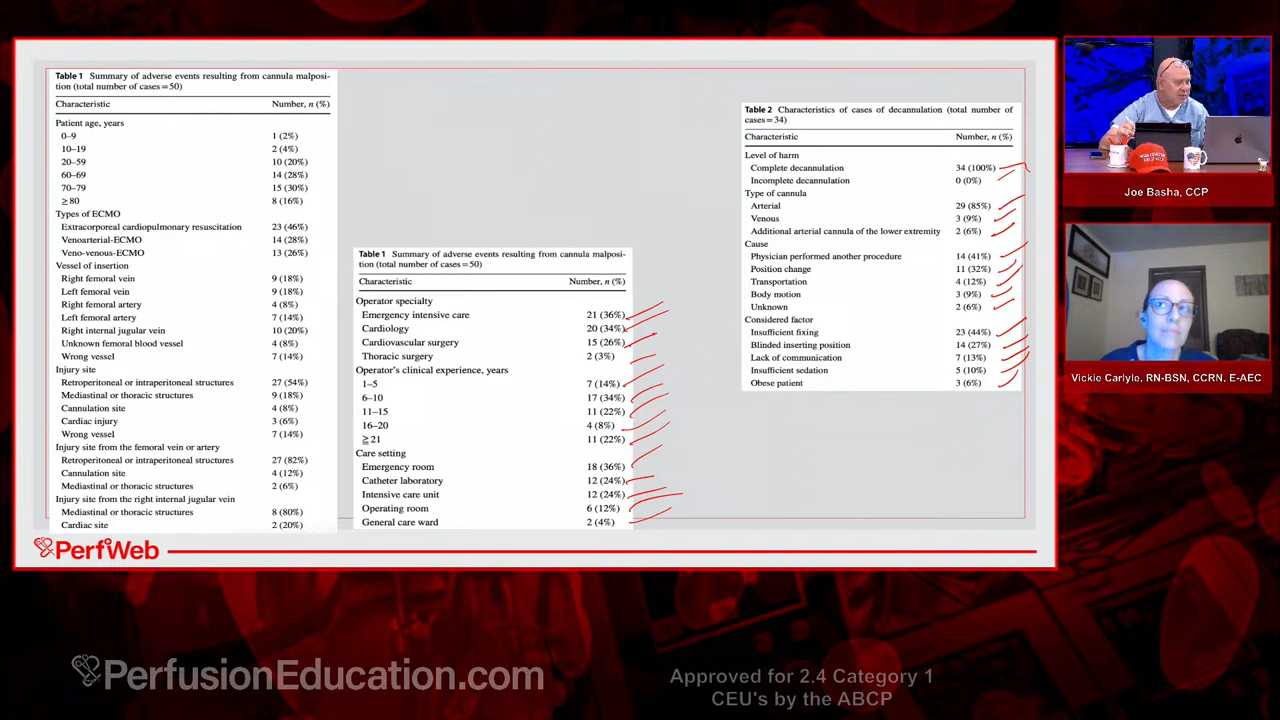 Table 1 Summary of adverse events resulting from cannula malposi-
tion (total number of cases=50)
Characteristic Number, n (%)
Patient age, years
0–9 1 (2%)
10–19 2 (4%)
20–59 10 (20%)
60–69 14 (28%)
70–79 15 (30%)
≥80 8 (16%)
Types of ECMO
Extracorporeal cardiopulmonary resuscitation 23 (46%)
Venoarterial-ECMO 14 (28%)
Veno-venous-ECMO 13 (26%)
Vessel of insertion
Right femoral vein 9 (18%)
Left femoral vein 9 (18%)
Right femoral artery 4 (8%)
Left femoral artery 7 (14%)
Right internal jugular vein 10 (20%)
Unknown femoral blood vessel 4 (8%)
Wrong vessel 7 (14%)
Injury site
Retroperitoneal or intraperitoneal structures 27 (54%)
Mediastinal or thoracic structures 9 (18%)
Cannulation site 4 (8%)
Cardiac injury 3 (6%)
Wrong vessel 7 (14%)
Injury site from the femoral vein or artery
Retroperitoneal or intraperitoneal structures 27 (82%)
Cannulation site 4 (12%)
Mediastinal or thoracic structures 2 (6%)
Injury site from the right internal jugular vein
Mediastinal or thoracic structures 8 (80%)
Cardiac site 2 (20%)
Table 1 Summary of adverse events resulting from cannula malposi-
tion (total number of cases=50)
Characteristic Number, n (%)
Operator specialty
Emergency intensive care 21 (36%)
Cardiology 20 (34%)
Cardiovascular surgery 15 (26%)
Thoracic surgery 2 (3%)
Operator's clinical experience, years
1–5 7 (14%)
6–10 17 (34%)
11–15 11 (22%)
16–20 4 (8%)
≧21 11 (22%)
Care setting
Emergency room 18 (36%)
Catheter laboratory 12 (24%)
Intensive care unit 12 (24%)
Operating room 6 (12%)
General care ward 2 (4%)
Table 2 Characteristics of cases of decannulation (total number of
cases=34)
Characteristic Number, n (%)
Level of harm
Complete decannulation 34 (100%)
Incomplete decannulation 0 (0%)
Type of cannula
Arterial 29 (85%)
Venous 3 (9%)
Additional arterial cannula of the lower extremity 2 (6%)
Cause
Physician performed another procedure 14 (41%)
Position change 11 (32%)
Transportation 4 (12%)
Body motion 3 (9%)
Unknown 2 (6%)
Considered factor
Insufficient fixing 23 (44%)
Blinded inserting position 14 (27%)
Lack of communication 7 (13%)
Insufficient sedation 5 (10%)
Obese patient 3 (6%)
Joe Basha, CCP
Vickie Carlyle, RN-BSN, CCRN, E-AEC
PerfWeb
PerfusionEducation.com
Approved for 2.4 Category 1
CEU's by the ABCP